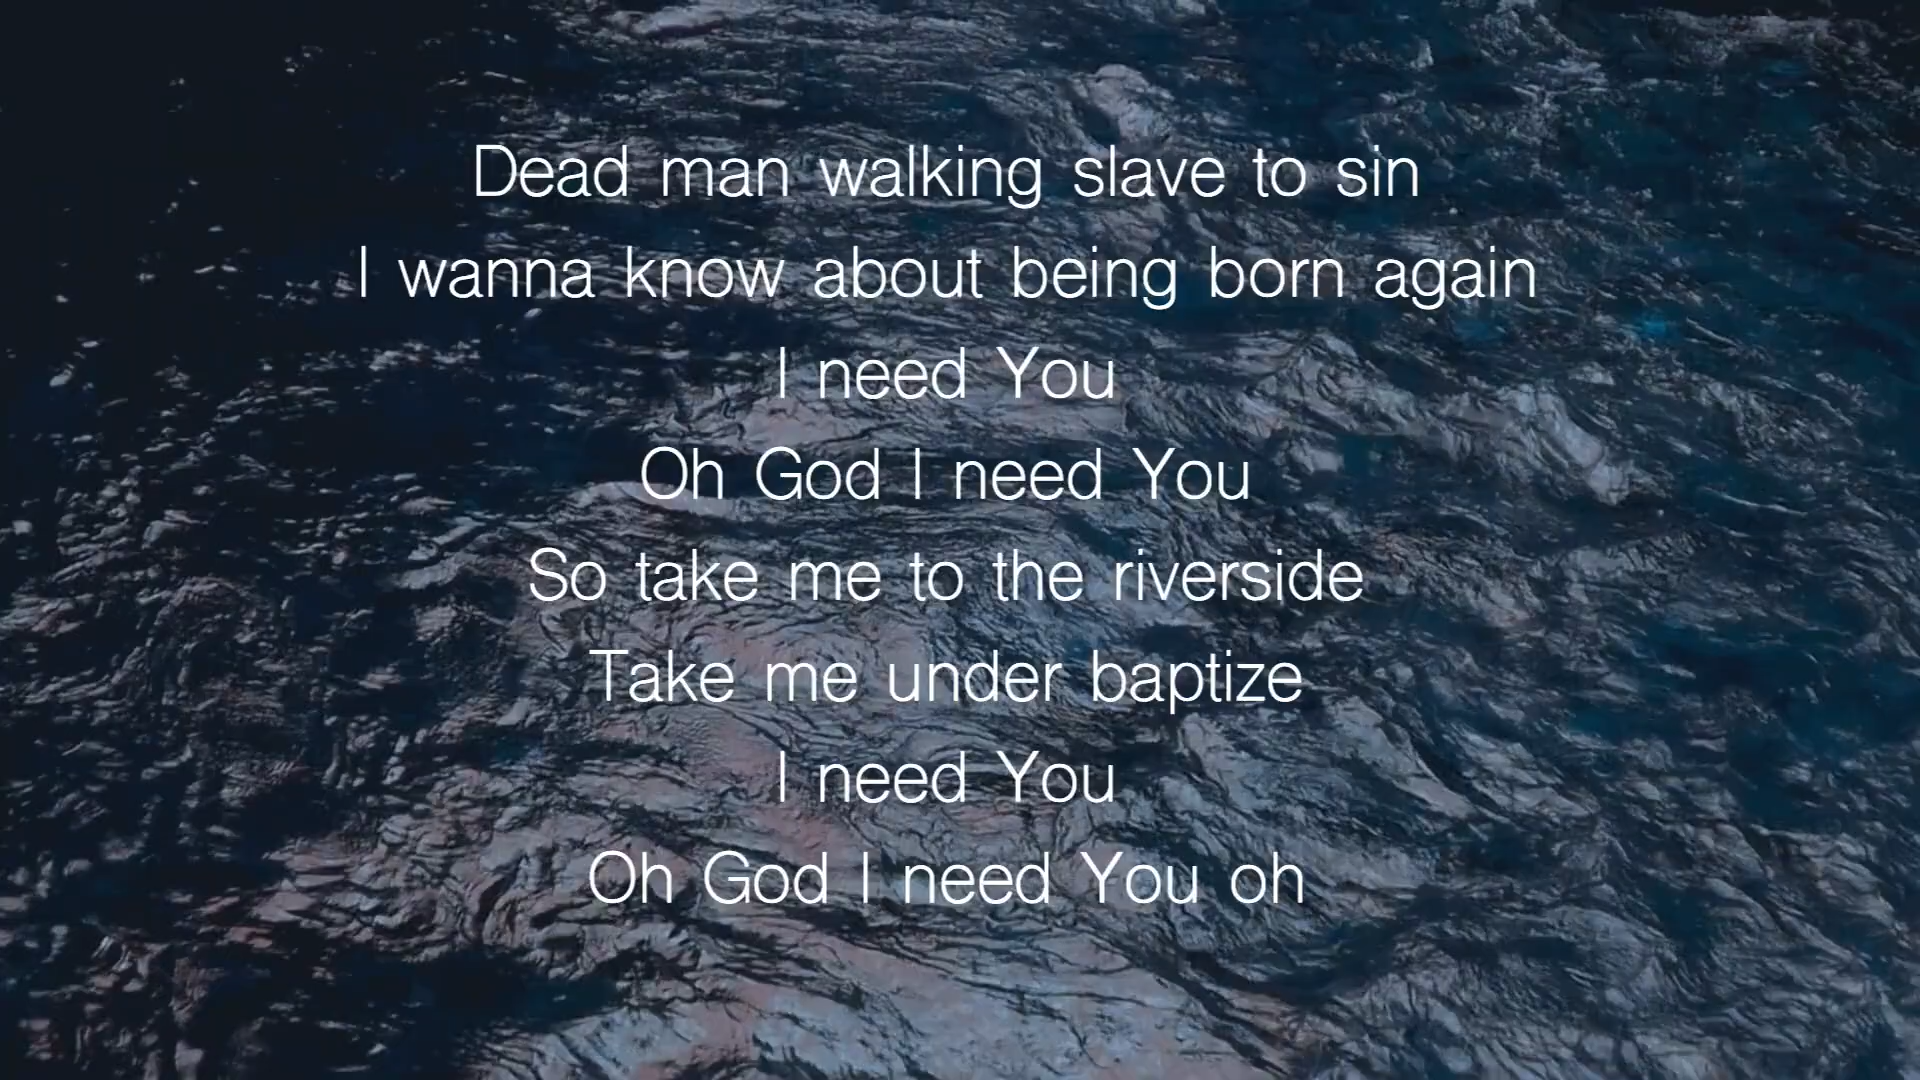 Dead man walking slave to sin
I wanna know about being born again
I need You
Oh God I need You
So take me to the riverside
Take me under baptize
I need You
Oh God I need You oh